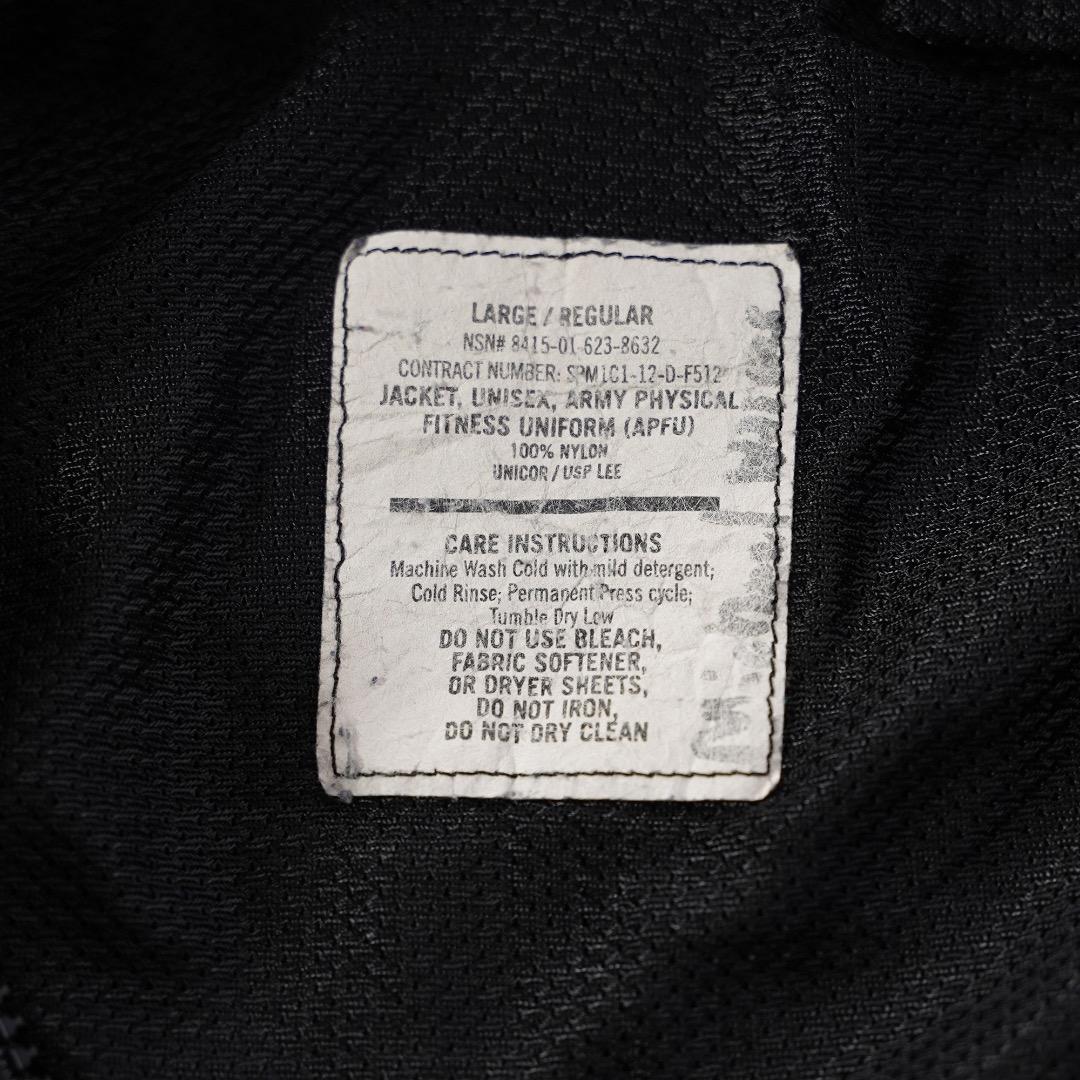 LARGE / REGULAR
NSN# 8415-01-623-8632
CONTRACT NUMBER: SPM1C1-12-D-F512
JACKET, UNISEX, ARMY PHYSICAL
FITNESS UNIFORM (APFU)
100% NYLON
UNICOR / USP LEE
CARE INSTRUCTIONS
Machine Wash Cold with mild detergent;
Cold Rinse; Permanent Press cycle;
Tumble Dry Low
DO NOT USE BLEACH,
FABRIC SOFTENER,
OR DRYER SHEETS,
DO NOT IRON,
DO NOT DRY CLEAN